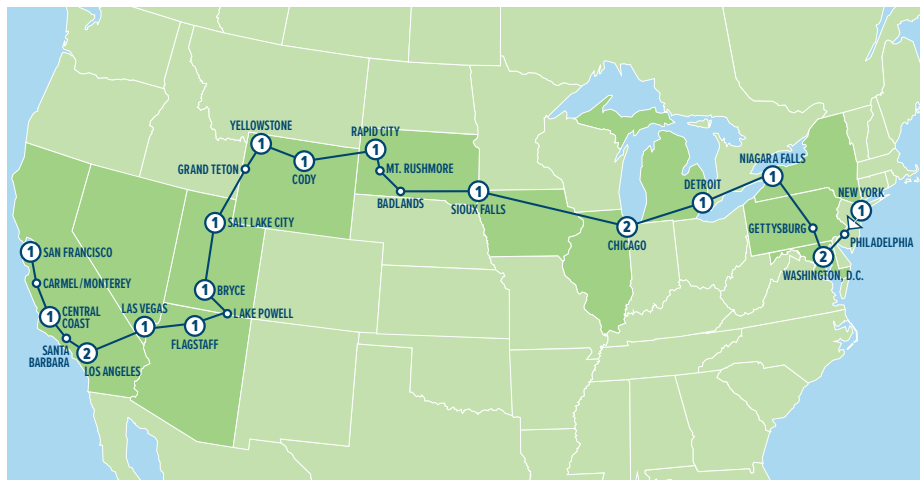 YELLOWSTONE
1
GRAND TETON
1
CODY
RAPID CITY
1
MT. RUSHMORE
BADLANDS
1
SIOUX FALLS
2
CHICAGO
DETROIT
1
NIAGARA FALLS
1
NEW YORK
1
GETTYSBURG
PHILADELPHIA
2
WASHINGTON, D.C.
1
SALT LAKE CITY
1
BRYCE
LAKE POWELL
1
FLAGSTAFF
LAS VEGAS
1
1
SAN FRANCISCO
CARMEL/MONTEREY
1
CENTRAL
COAST
SANTA
BARBARA
2
LOS ANGELES